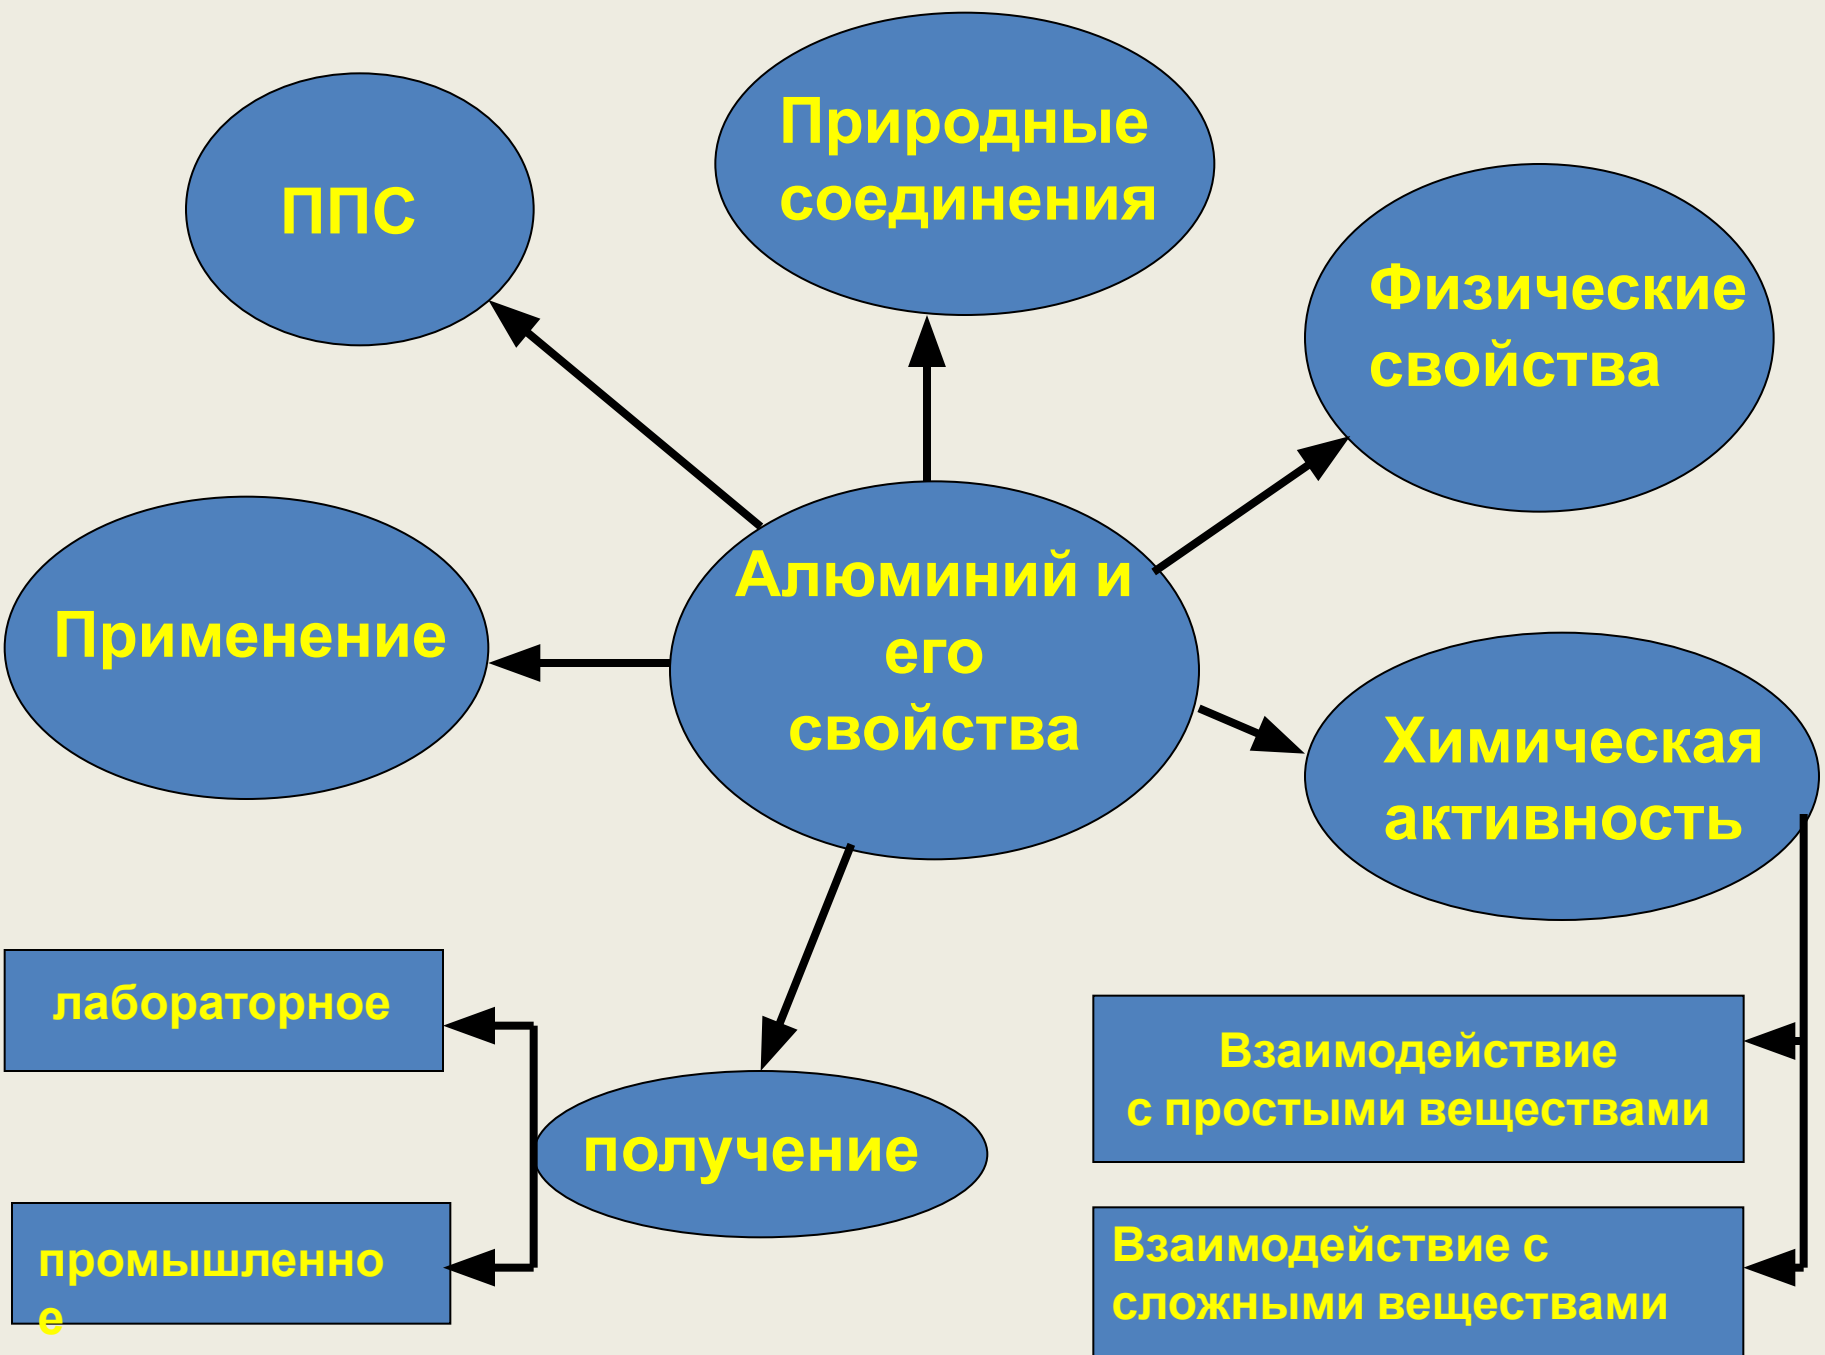 Природные
соединения
ППС
Физические
свойства
Алюминий и
его
свойства
Применение
Химическая
активность
лабораторное
Взаимодействие
с простыми веществами
получение
промышленно
е
Взаимодействие с
сложными веществами